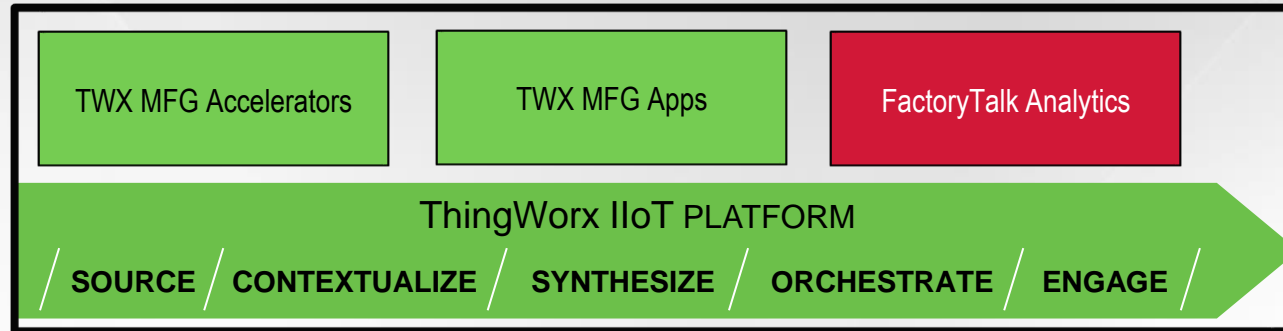 TWX MFG Accelerators
TWX MFG Apps
FactoryTalk Analytics
ThingWorx IIoT PLATFORM
SOURCE CONTEXTUALIZE SYNTHESIZE ORCHESTRATE ENGAGE